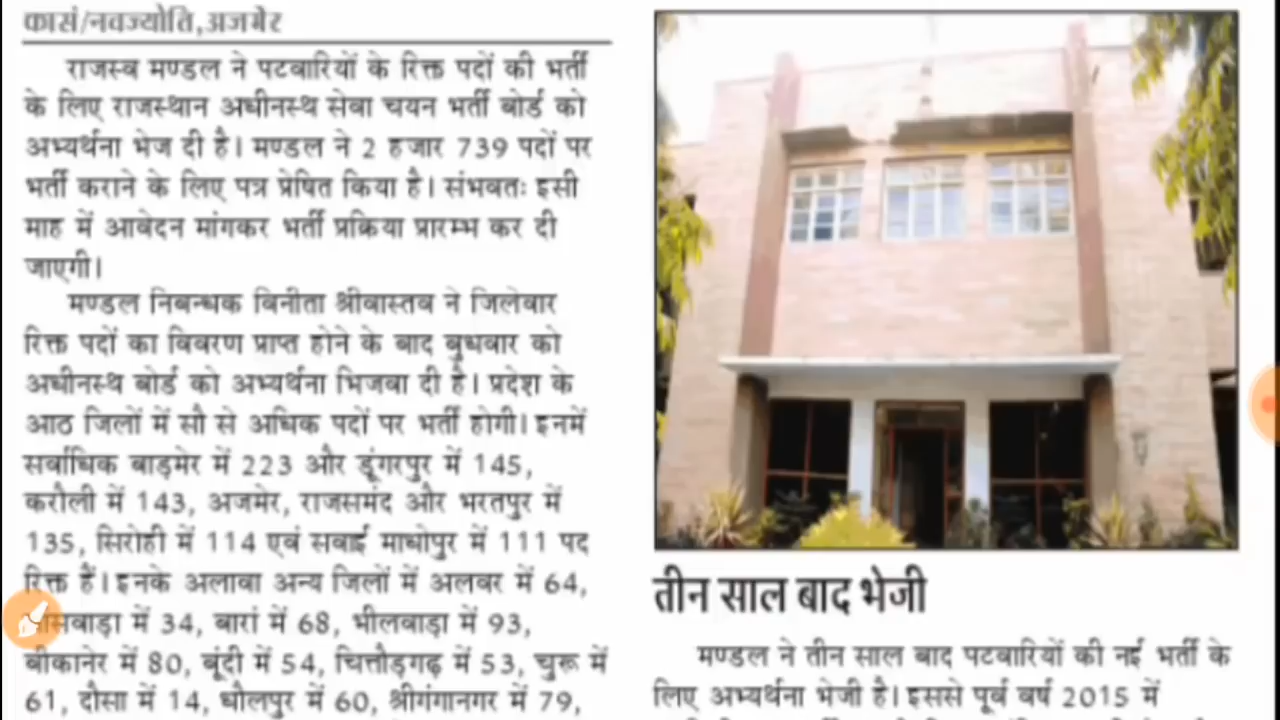 कासं/नवज्योति,अजमेर
राजस्व मण्डल ने पटवारियों के रिक्त पदों की भर्ती
के लिए राजस्थान अधीनस्थ सेवा चयन भर्ती बोर्ड को
अभ्यर्थना भेज दी है। मण्डल ने 2 हजार 739 पदों पर
भर्ती कराने के लिए पत्र प्रेषित किया है। संभवतः इसी
माह में आवेदन मांगकर भर्ती प्रक्रिया प्रारम्भ कर दी
जाएगी।
मण्डल निबन्धक विनीता श्रीवास्तव ने जिलेवार
रिक्त पदों का विवरण प्राप्त होने के बाद बुधवार को
अधीनस्थ बोर्ड को अभ्यर्थना भिजवा दी है। प्रदेश के
आठ जिलों में सौ से अधिक पदों पर भर्ती होगी। इनमें
सर्वाधिक बाड़मेर में 223 और डूंगरपुर में 145,
करौली में 143, अजमेर, राजसमंद और भरतपुर में
135, सिरोही में 114 एवं सवाई माधोपुर में 111 पद
रिक्त हैं। इनके अलावा अन्य जिलों में अलवर में 64,
में 34, बारां में 68, भीलवाड़ा में 93,
बीकानेर में 80, बूंदी में 54, चित्तौड़गढ़ में 53, चुरू में
61, दौसा में 14, धौलपुर में 60, श्रीगंगानगर में 79,
तीन साल बाद भेजी
मण्डल ने तीन साल बाद पटवारियों की नई भर्ती के
लिए अभ्यर्थना भेजी है। इससे पूर्व वर्ष 2015 में